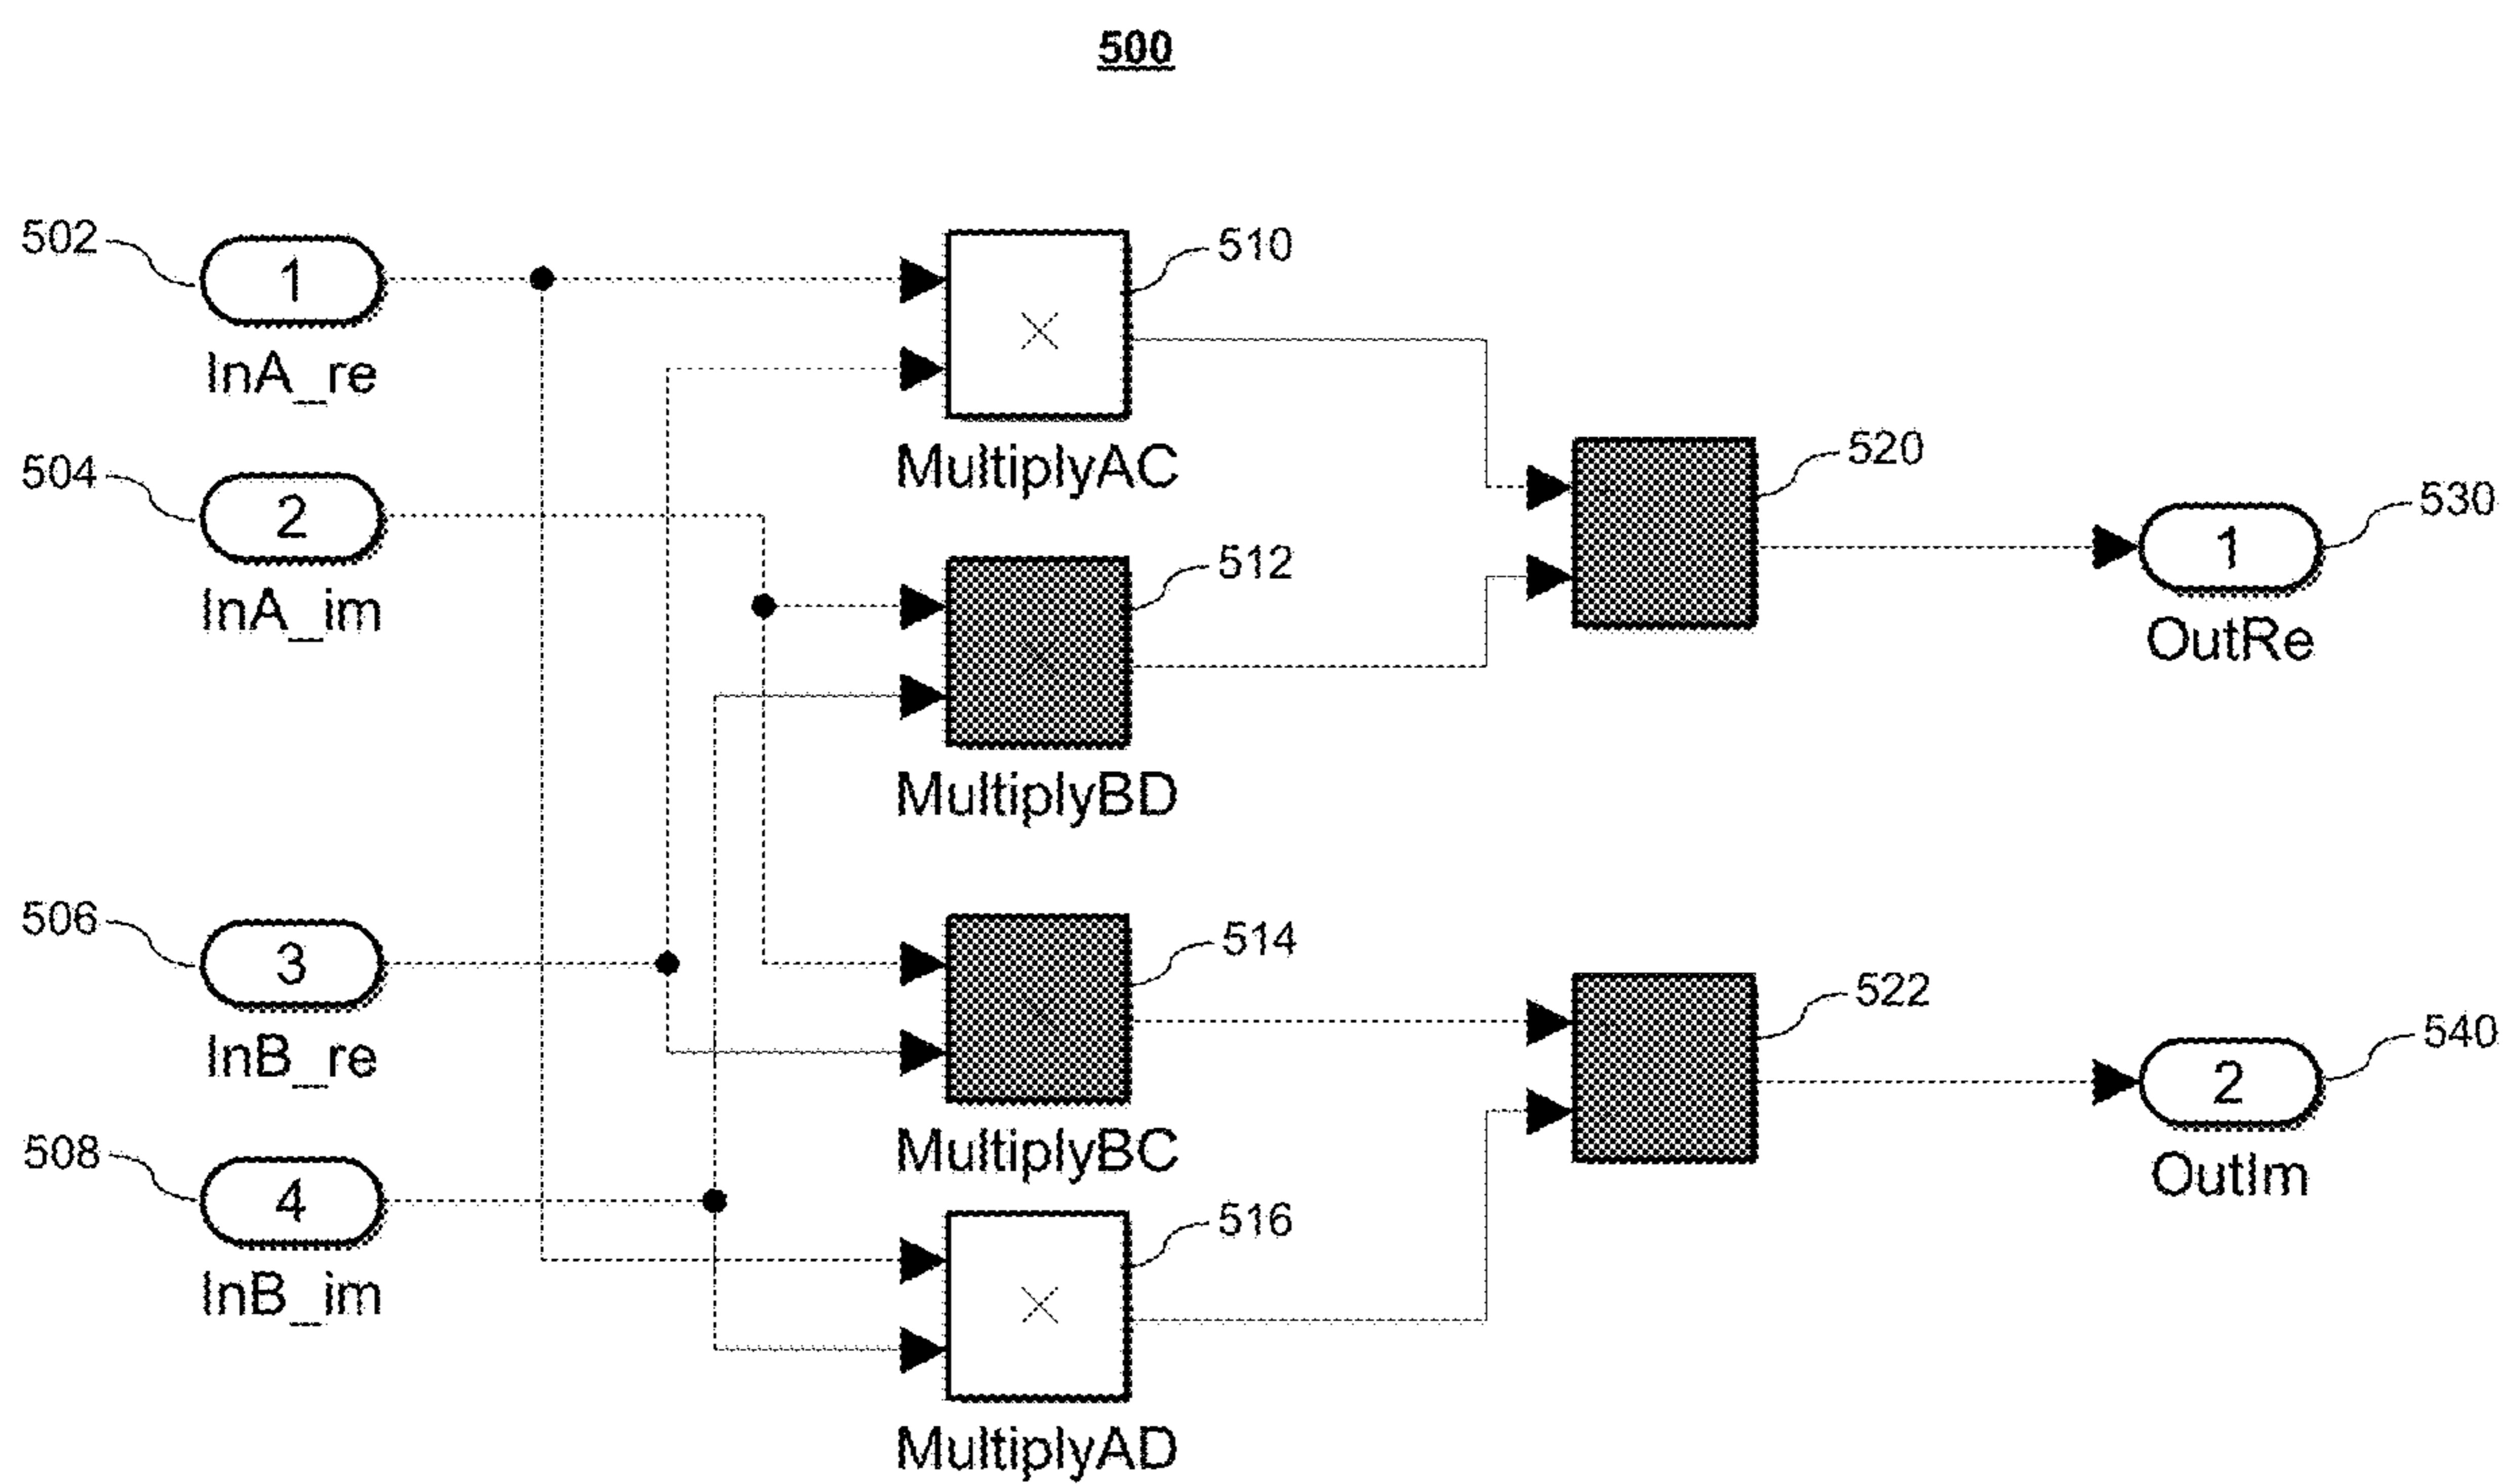 500
502
1
InA_re
510
×
MultiplyAC
504
2
InA_im
512
×
MultiplyBD
520
530
1
OutRe
506
3
InB_re
514
×
MultiplyBC
522
540
2
OutIm
508
4
InB_im
516
×
MultiplyAD